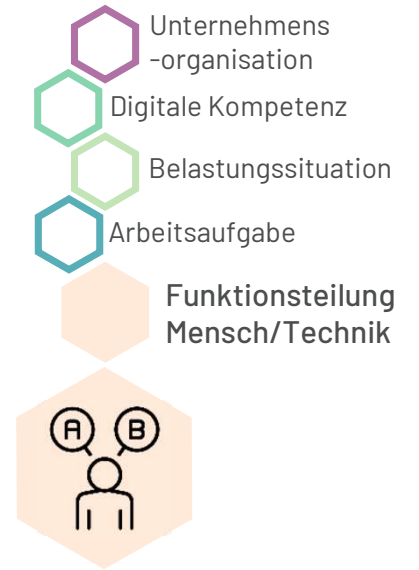 Unternehmens
-organisation
Digitale Kompetenz
Belastungssituation
Arbeitsaufgabe
Funktionsteilung
Mensch/Technik
A B